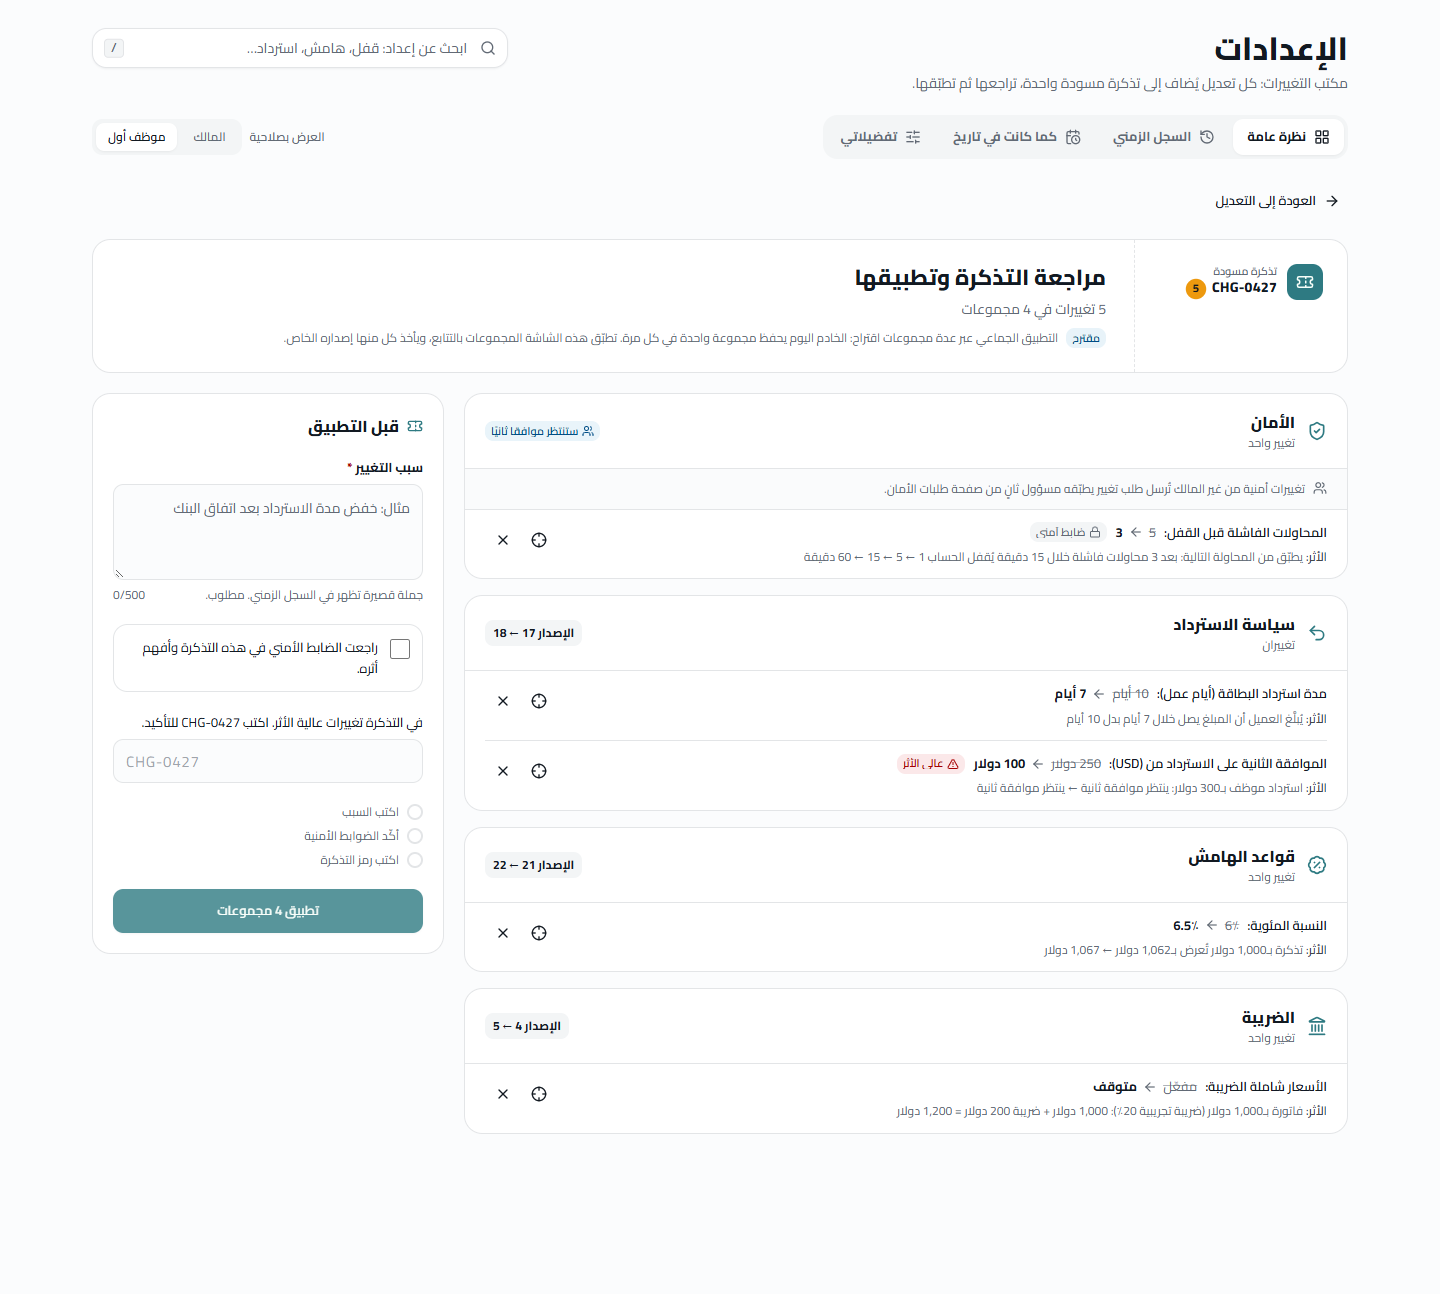 الإعدادات
مكتب التغييرات: كل تعديل يُضاف إلى تذكرة مسودة واحدة، تراجعها ثم تطبّقها.
ابحث عن إعداد: قفل، هامش، استرداد...
/
نظرة عامة
السجل الزمني
كما كانت في تاريخ
تفضيلاتي
العرض بصلاحية
المالك
موظف أول
العودة إلى التعديل
تذكرة مسودة
CHG-0427
5
مراجعة التذكرة وتطبيقها
5 تغييرات في 4 مجموعات
مقترح
التطبيق الجماعي عبر عدة مجموعات اقتراح: الخادم اليوم يحفظ مجموعة واحدة في كل مرة. تطبّق هذه الشاشة المجموعات بالتتابع، ويأخذ كل منها إصداره الخاص.
الأمان
تغيير واحد
ستنتظر موافقا ثانيًا
تغييرات أمنية من غير المالك تُرسل طلب تغيير يطبّقه مسؤول ثانٍ من صفحة طلبات الأمان.
المحاولات الفاشلة قبل القفل: 5 ← 3 ضابط أمني
الأثر: يطبّق من المحاولة التالية: بعد 3 محاولات فاشلة خلال 15 دقيقة يُقفل الحساب 1 ← 5 ← 15 ← 60 دقيقة
سياسة الاسترداد
تغييران
الإصدار 17 ← 18
مدة استرداد البطاقة (أيام عمل): 10 أيام ← 7 أيام
الأثر: يُبلَّغ العميل أن المبلغ يصل خلال 7 أيام بدل 10 أيام
الموافقة الثانية على الاسترداد من (USD): 250 دولار ← 100 دولار عالي الأثر
الأثر: استرداد موظف بـ300 دولار: ينتظر موافقة ثانية ← ينتظر موافقة ثانية
قواعد الهامش
تغيير واحد
الإصدار 21 ← 22
النسبة المئوية: 6٪ ← 6.5٪
الأثر: تذكرة بـ1,000 دولار تُعرض بـ1,062 دولار ← 1,067 دولار
الضريبة
تغيير واحد
الإصدار 4 ← 5
الأسعار شاملة الضريبة: مفعّل ← متوقف
الأثر: فاتورة بـ1,000 دولار (ضريبة تجريبية 20٪): 1,000 دولار + ضريبة 200 دولار = 1,200 دولار
قبل التطبيق
سبب التغيير *
مثال: خفض مدة الاسترداد بعد اتفاق البنك
جملة قصيرة تظهر في السجل الزمني. مطلوب.
0/500
راجعت الضابط الأمني في هذه التذكرة وأفهم
أثره.
في التذكرة تغييرات عالية الأثر. اكتب CHG-0427 للتأكيد.
CHG-0427
اكتب السبب
أكّد الضوابط الأمنية
اكتب رمز التذكرة
تطبيق 4 مجموعات